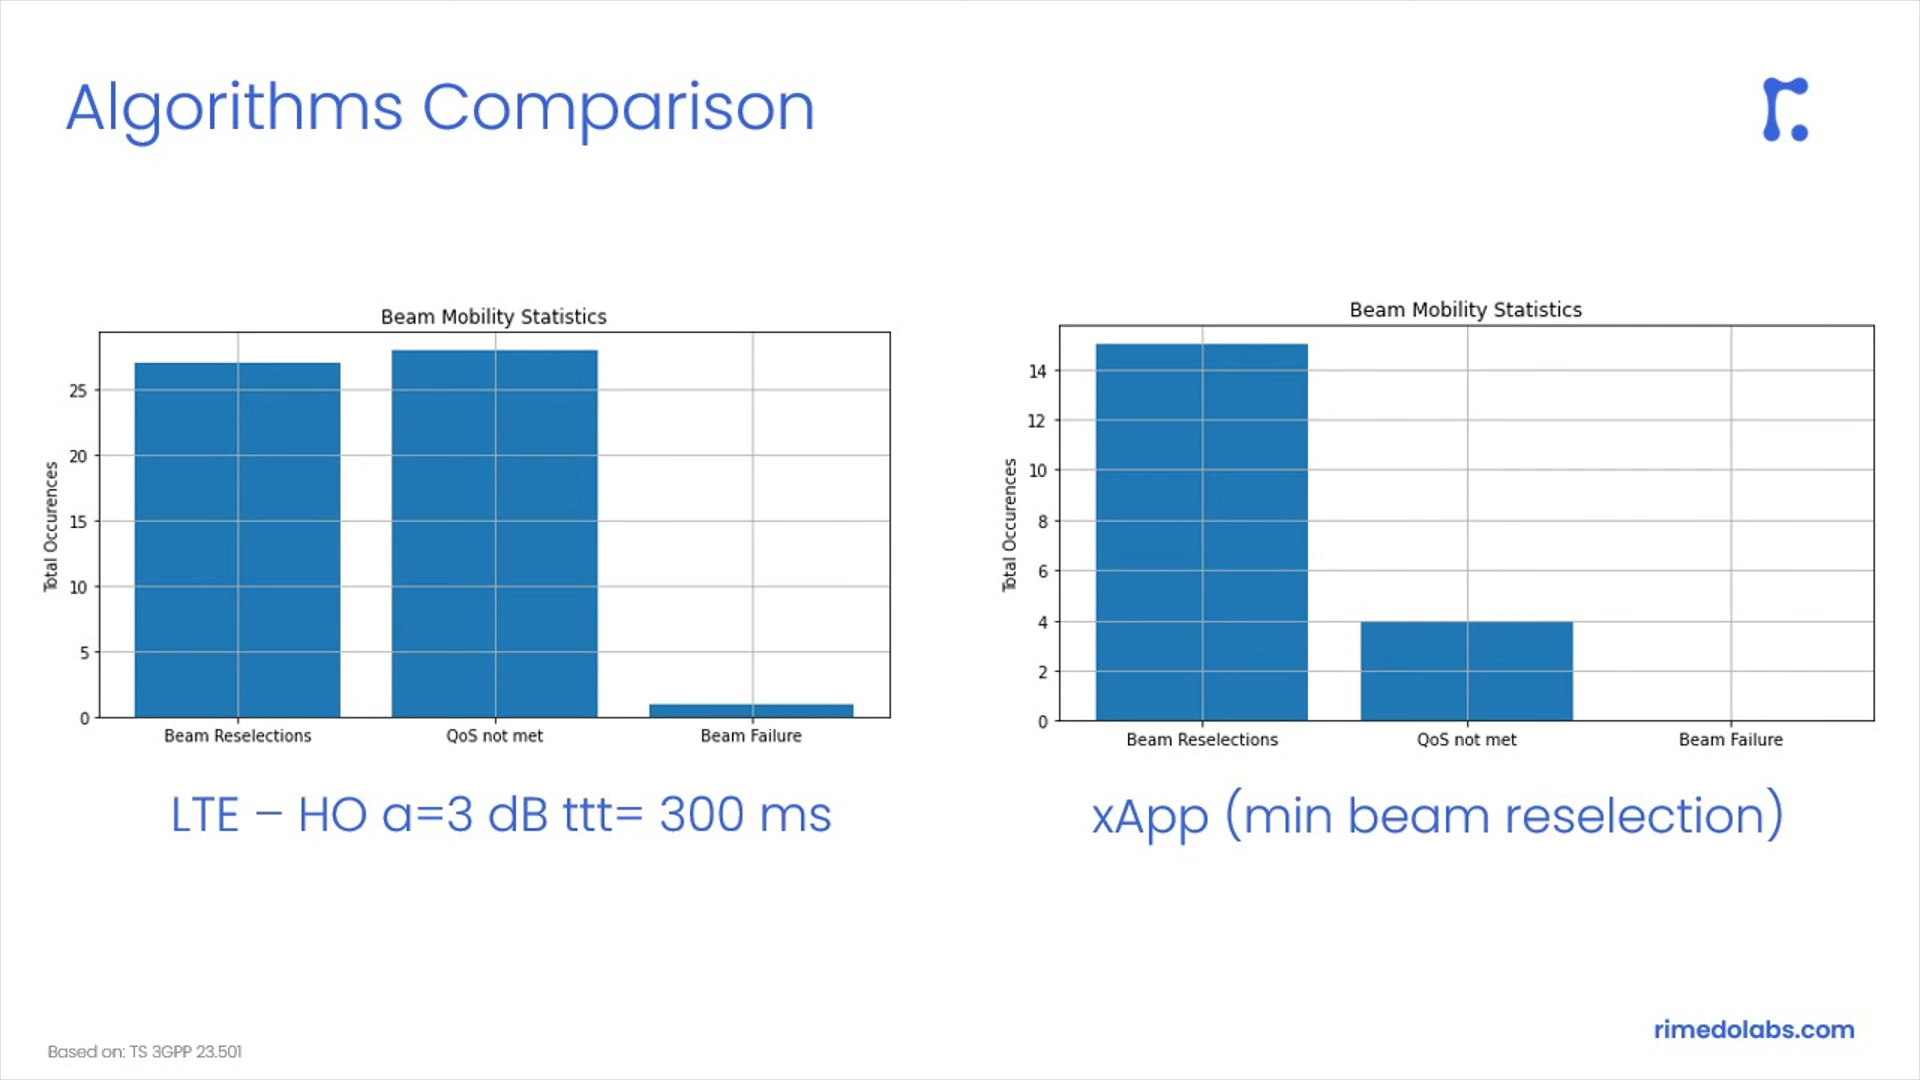 Algorithms Comparison
r.
Beam Mobility Statistics
25
20
15
10
5
0
Total Occurences
Beam Reselections
QoS not met
Beam Failure
LTE – HO a=3 dB ttt= 300 ms
Beam Mobility Statistics
14
12
10
8
6
4
2
0
Total Occurences
Beam Reselections
QoS not met
Beam Failure
xApp (min beam reselection)
Based on: TS 3GPP 23.501
rimedolabs.com